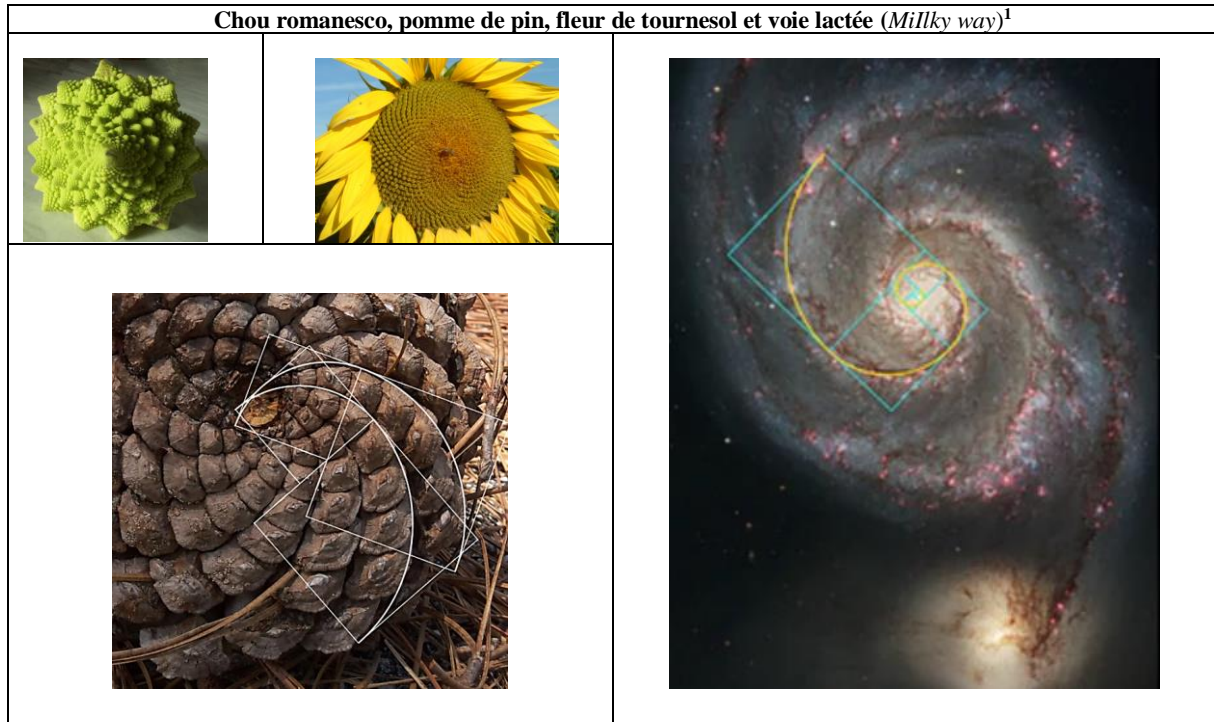 Chou romanesco, pomme de pin, fleur de tournesol et voie lactée (MiIlky way)1